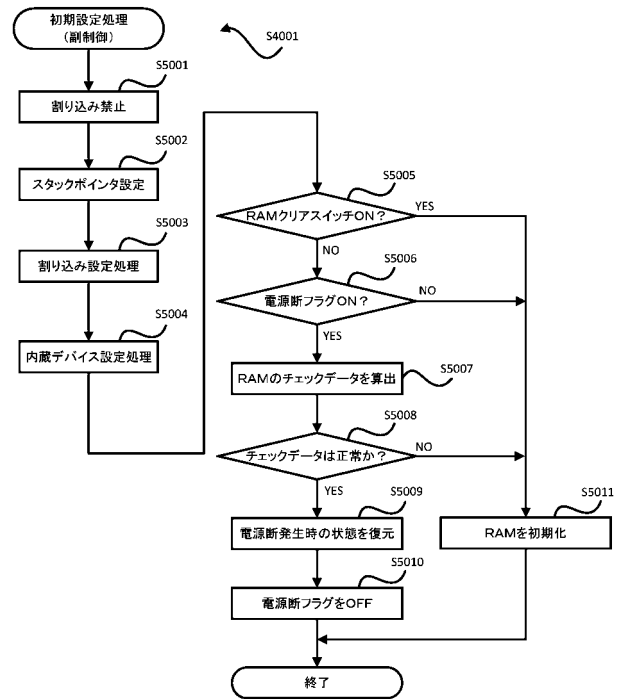 初期設定処理
（副制御）
S4001
S5001
割り込み禁止
S5002
スタックポインタ設定
S5003
割り込み設定処理
S5004
内蔵デバイス設定処理
S5005
RAMクリアスイッチON？
YES
NO
S5006
電源断フラグON？
NO
YES
S5007
RAMのチェックデータを算出
S5008
チェックデータは正常か？
NO
YES
S5009
電源断発生時の状態を復元
S5010
電源断フラグをOFF
S5011
RAMを初期化
終了